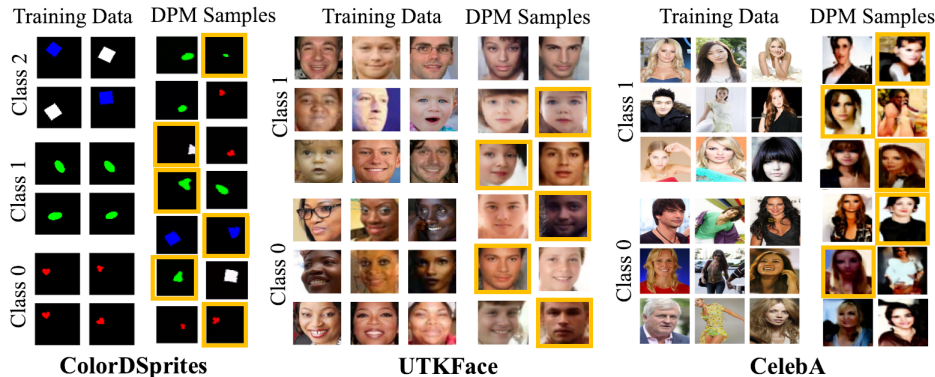 Training Data DPM Samples
Class 2
Class 1
Class 0
ColorDSprites
Training Data DPM Samples
Class 1
Class 0
UTKFace
Training Data DPM Samples
Class 1
Class 0
CelebA